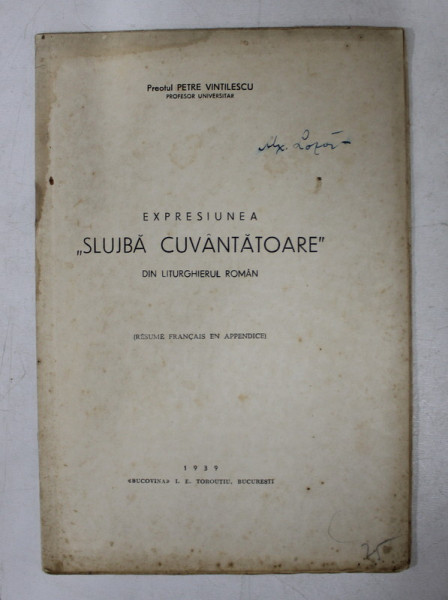 Preotul PETRE VINTILESCU
PROFESOR UNIVERSITAR
Alx.
EXPRESIUNEA
„SLUJBĂ CUVÂNTĂTOARE”
DIN LITURGHIERUL ROMÂN
(RÉSUMÉ FRANÇAIS EN APPENDICE)
1939
«BUCOVINA» I. E. TOROUȚIU, BUCUREȘTI